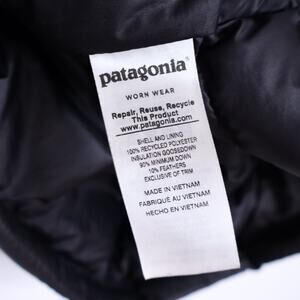 patagonia®
WORN WEAR
Repair, Reuse, Recycle
This Product
www.patagonia.com
SHELL AND LINING
100% RECYCLED POLYESTER
INSULATION GOOSEDOWN
90% MINIMUM DOWN
10% FEATHERS
EXCLUSIVE OF TRIM
MADE IN VIETNAM
FABRIQUÉ AU VIETNAM
HECHO EN VIETNAM